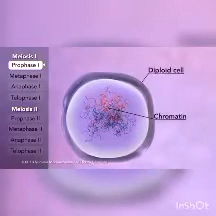 Meiosis I
Prophase I
Metaphase I
Anaphase I
Telophase I
Meiosis II
Prophase II
Metaphase II
Anaphase II
Telophase II
Diploid cell
Chromatin
InShOt